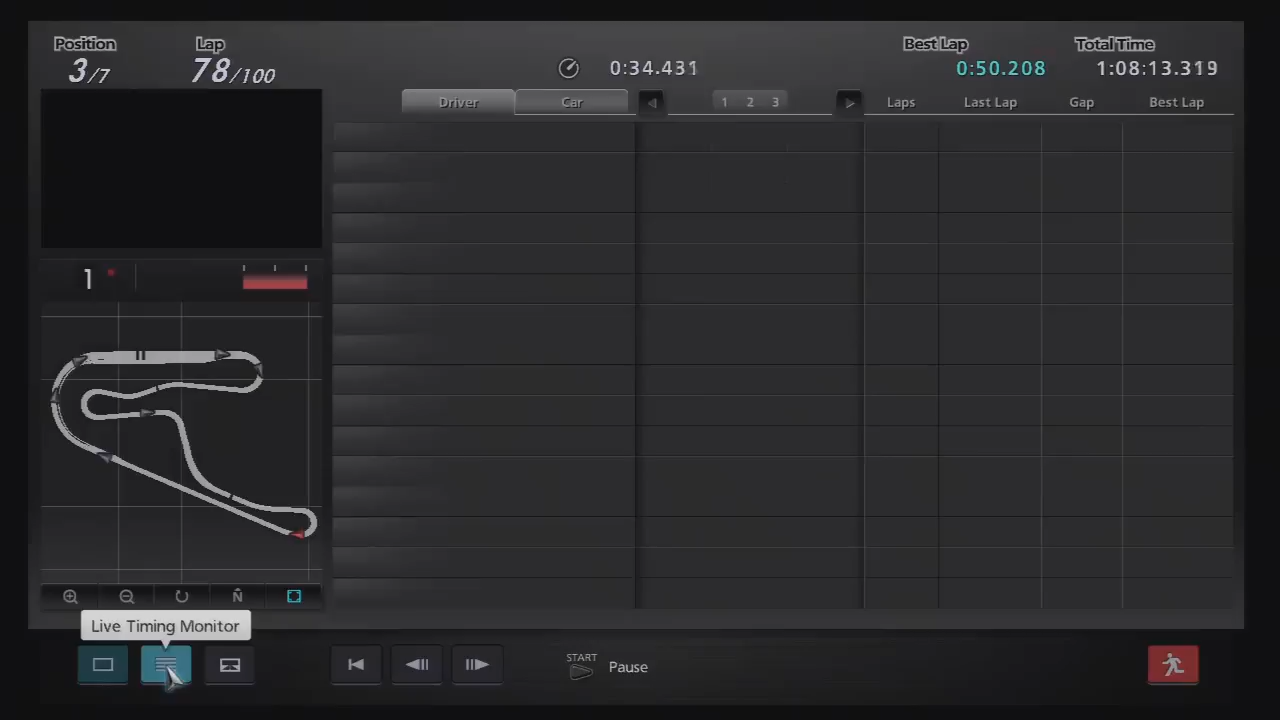 Position
3/7
Lap
78/100
0:34.431
Best Lap
0:50.208
Total Time
1:08:13.319
Driver
Car
1 2 3
Laps
Last Lap
Gap
Best Lap
1
N
Live Timing Monitor
START
Pause